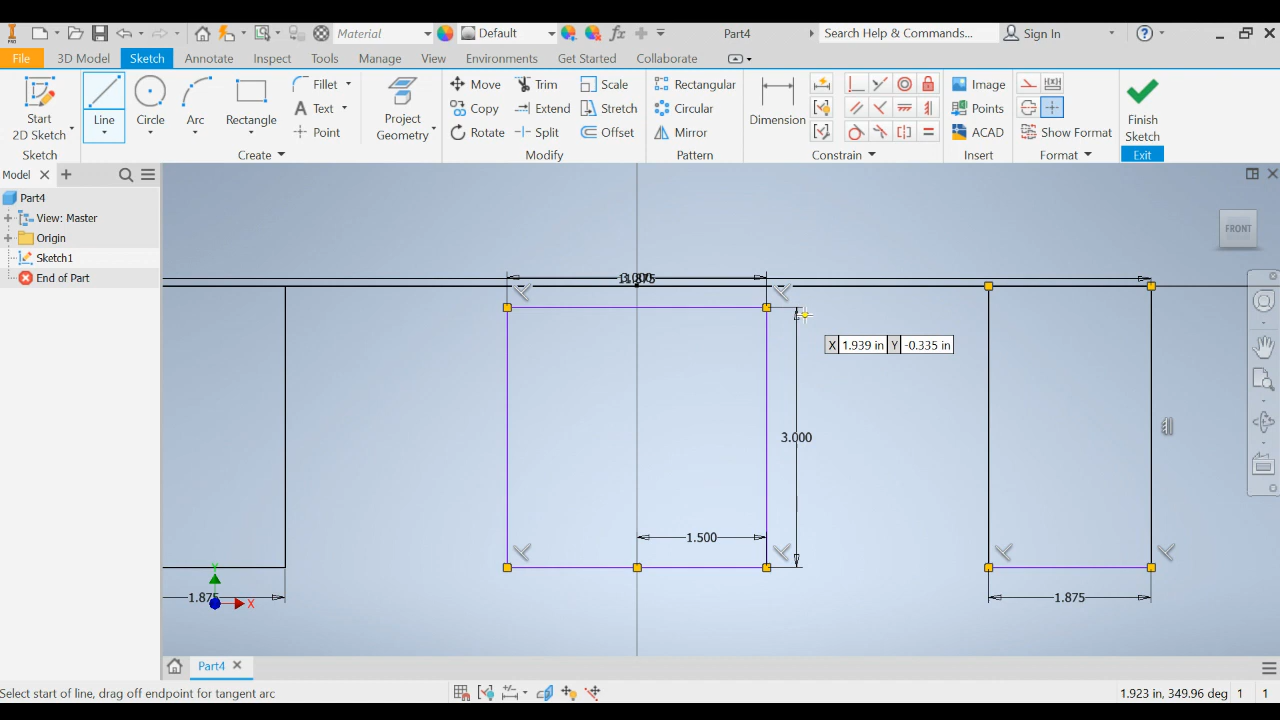 Material Default Part4 Search Help & Commands... Sign In
File 3D Model Sketch Annotate Inspect Tools Manage View Environments Get Started Collaborate
Start 2D Sketch
Line
Circle
Arc
Rectangle
Fillet
Text
Point
Project Geometry
Move
Copy
Rotate
Trim
Extend
Split
Scale
Stretch
Offset
Rectangular
Circular
Mirror
Dimension
Image
Points
ACAD
Show Format
Finish Sketch
Sketch Create Modify Pattern Constrain Insert Format Exit
Model
Part4
View: Master
Origin
Sketch1
End of Part
FRONT
X 1.939 in Y -0.335 in
3.000
1.500
1.875
1.875
Y
X
Part4
Select start of line, drag off endpoint for tangent arc
1.923 in, 349.96 deg 1 1